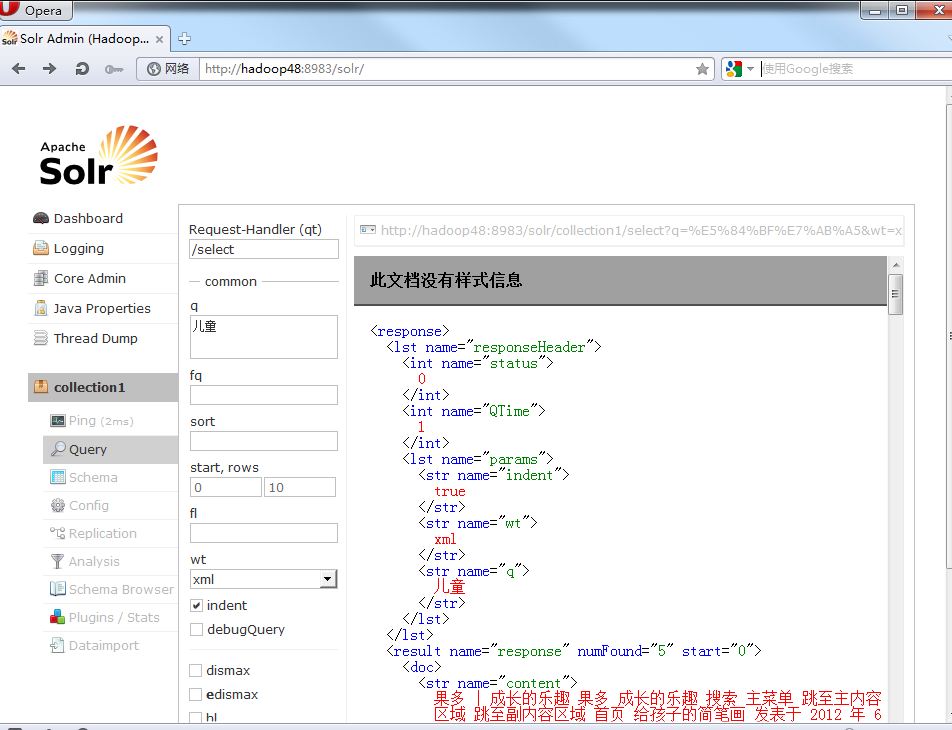 Opera
Solr Admin (Hadoop...
网络
http://hadoop48:8983/solr/
使用Google搜索
Apache
Solr
Dashboard
Logging
Core Admin
Java Properties
Thread Dump
collection1
Ping (2ms)
Query
Schema
Config
Replication
Analysis
Schema Browser
Plugins / Stats
Dataimport
Request-Handler (qt)
/select
common
q
儿童
fq
sort
start, rows
0 10
fl
wt
xml
indent
debugQuery
dismax
edismax
hl
http://hadoop48:8983/solr/collection1/select?q=%E5%84%BF%E7%AB%A5&wt=x
此文档没有样式信息
<response>
<lst name="responseHeader">
<int name="status">
0
</int>
<int name="QTime">
1
</int>
<lst name="params">
<str name="indent">
true
</str>
<str name="wt">
xml
</str>
<str name="q">
儿童
</str>
</lst>
</lst>
<result name="response" numFound="5" start="0">
<doc>
<str name="content">
果多 | 成长的乐趣 果多 成长的乐趣 搜索 主菜单 跳至主内容
区域 跳至副内容区域 首页 给孩子的简笔画 发表于 2012 年 6